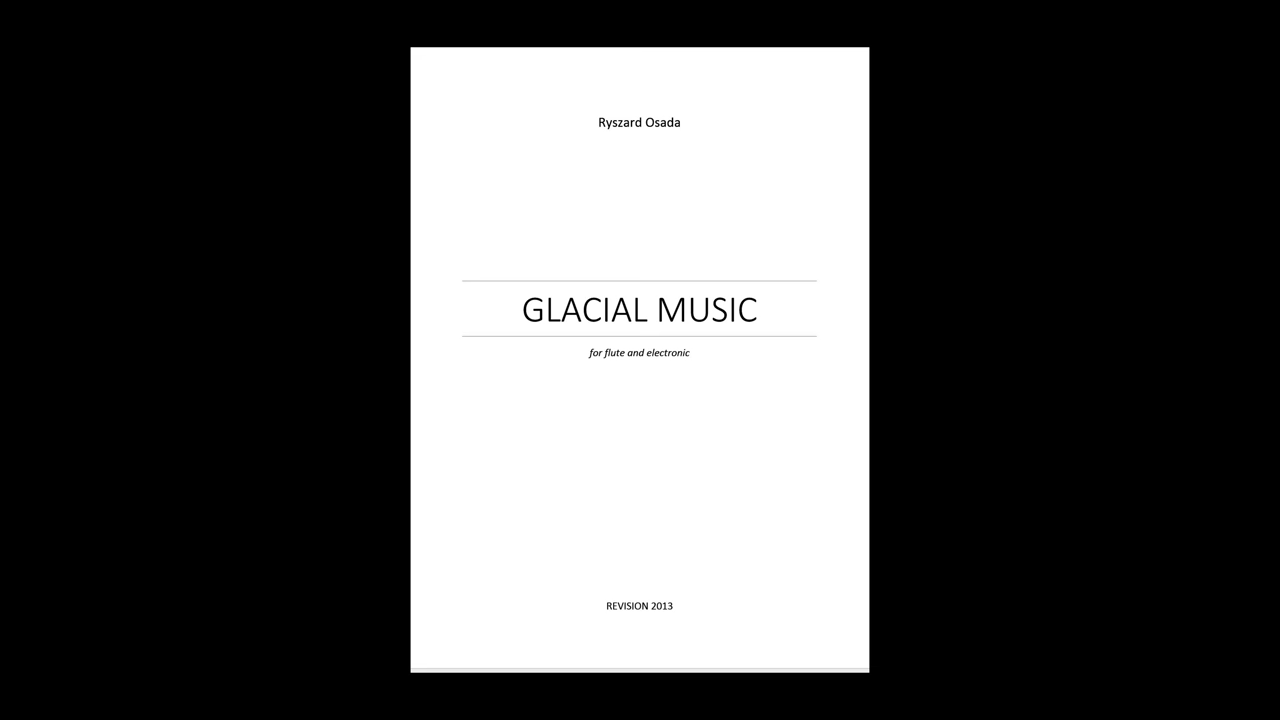 Ryszard Osada
GLACIAL MUSIC
for flute and electronic
REVISION 2013